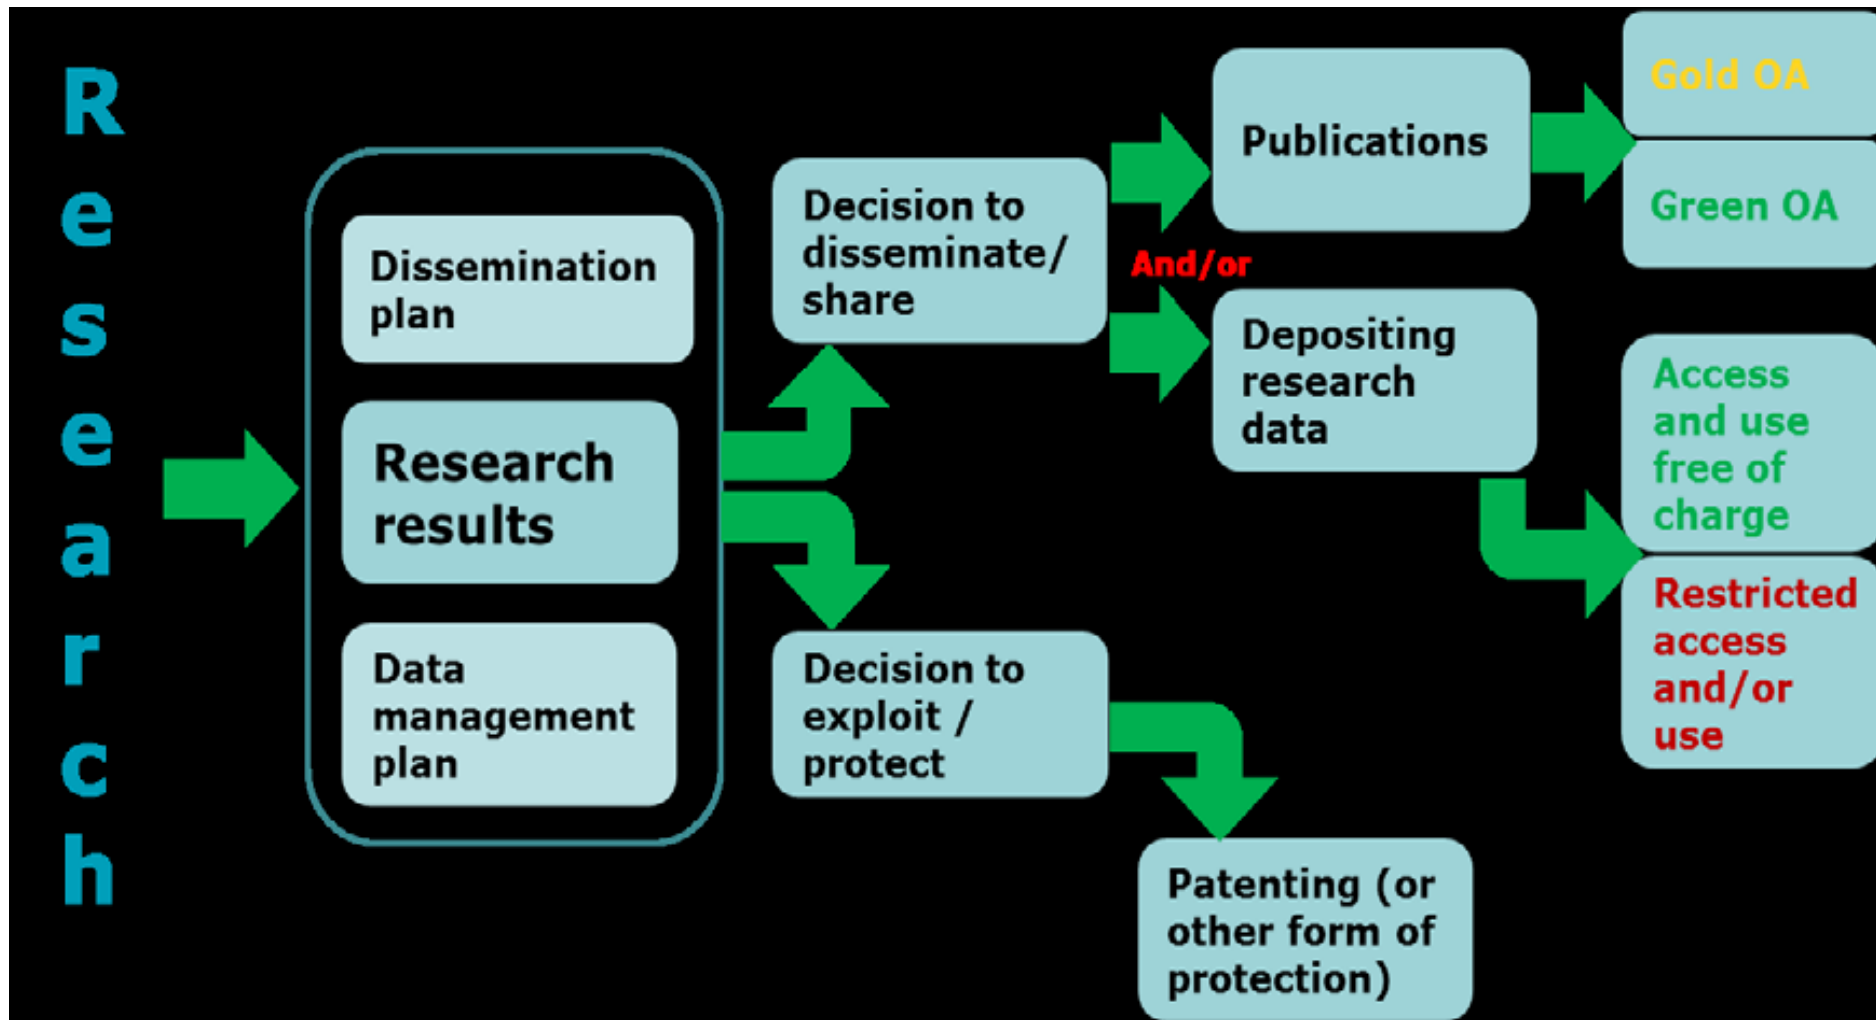 Research
Dissemination
plan
Research
results
Data
management
plan
Decision to
disseminate/
share
Decision to
exploit /
protect
And/or
Publications
Depositing
research
data
Patenting (or
other form of
protection)
Gold OA
Green OA
Access
and use
free of
charge
Restricted
access
and/or
use